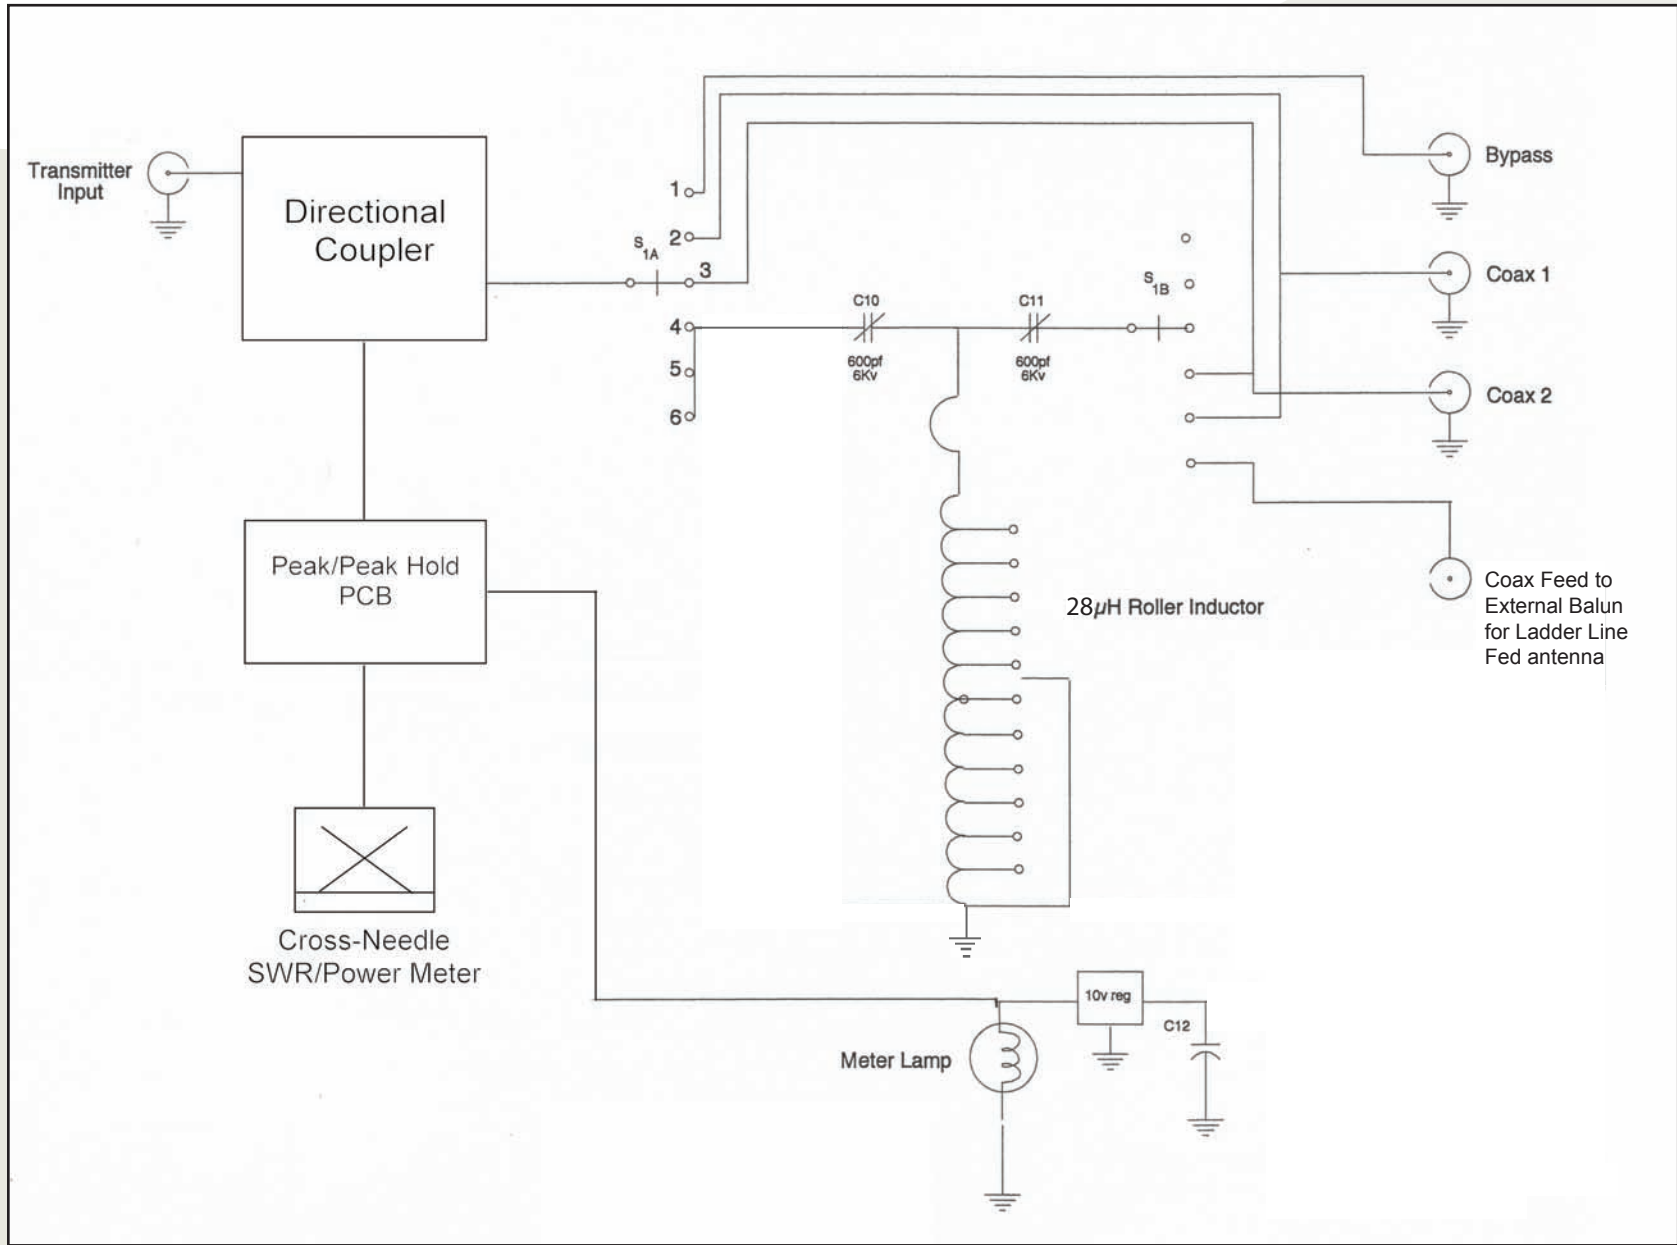 Transmitter
Input
Directional
Coupler
S1A
1
2
3
4
5
6
C10
600pf
6Kv
C11
600pf
6Kv
S1B
Bypass
Coax 1
Coax 2
Coax Feed to
External Balun
for Ladder Line
Fed antenna
28µH Roller Inductor
Peak/Peak Hold
PCB
Cross-Needle
SWR/Power Meter
Meter Lamp
10v reg
C12